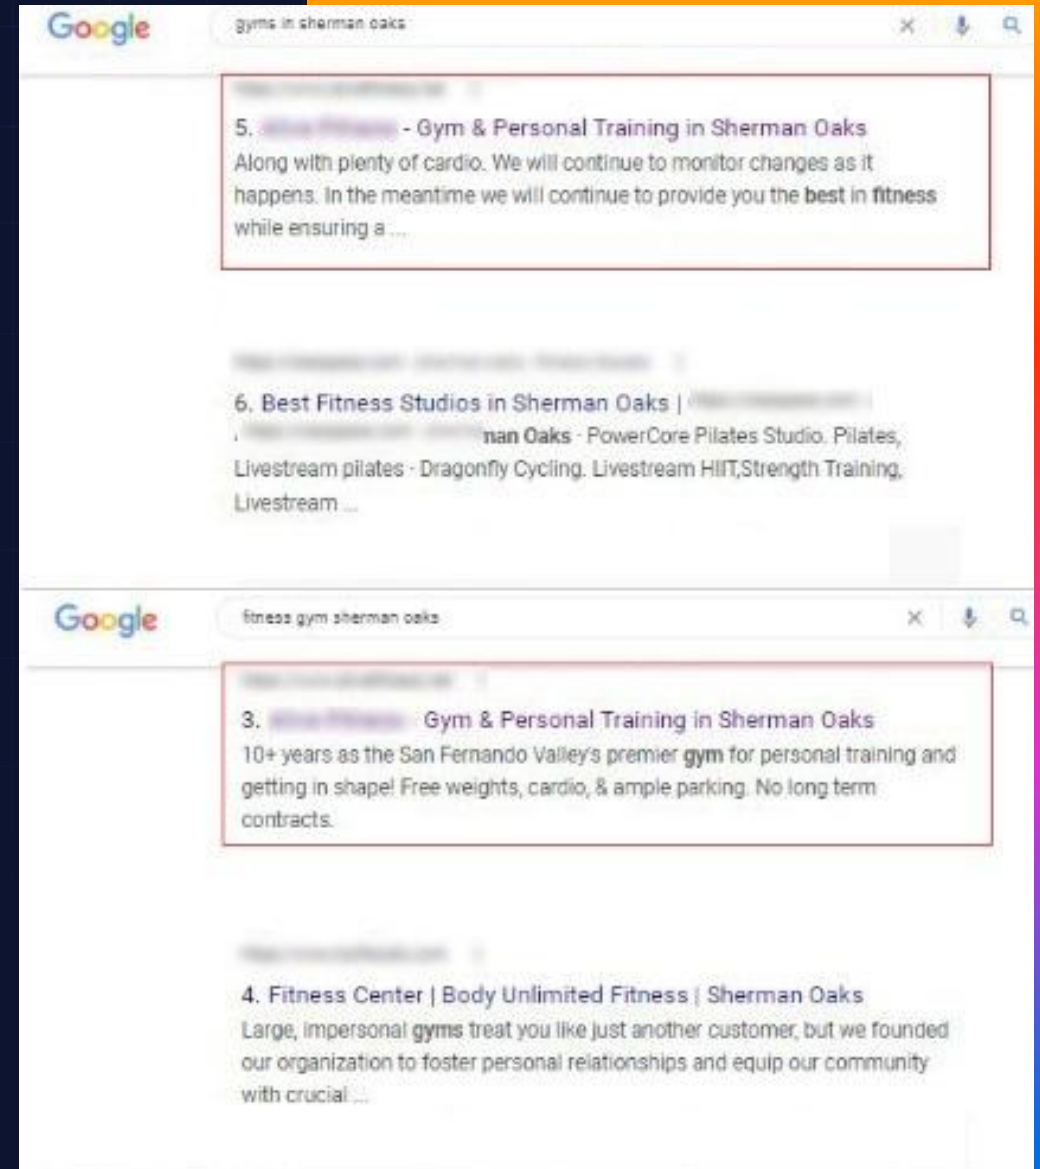 Google
gyms in sherman oaks
5. - Gym & Personal Training in Sherman Oaks
Along with plenty of cardio. We will continue to monitor changes as it
happens. In the meantime we will continue to provide you the best in fitness
while ensuring a ...
6. Best Fitness Studios in Sherman Oaks |
nan Oaks · PowerCore Pilates Studio. Pilates,
Livestream pilates · Dragonfly Cycling. Livestream HIIT,Strength Training,
Livestream ...
Google
fitness gym sherman oaks
3. Gym & Personal Training in Sherman Oaks
10+ years as the San Fernando Valley's premier gym for personal training and
getting in shape! Free weights, cardio, & ample parking. No long term
contracts.
4. Fitness Center | Body Unlimited Fitness | Sherman Oaks
Large, impersonal gyms treat you like just another customer, but we founded
our organization to foster personal relationships and equip our community
with crucial ...